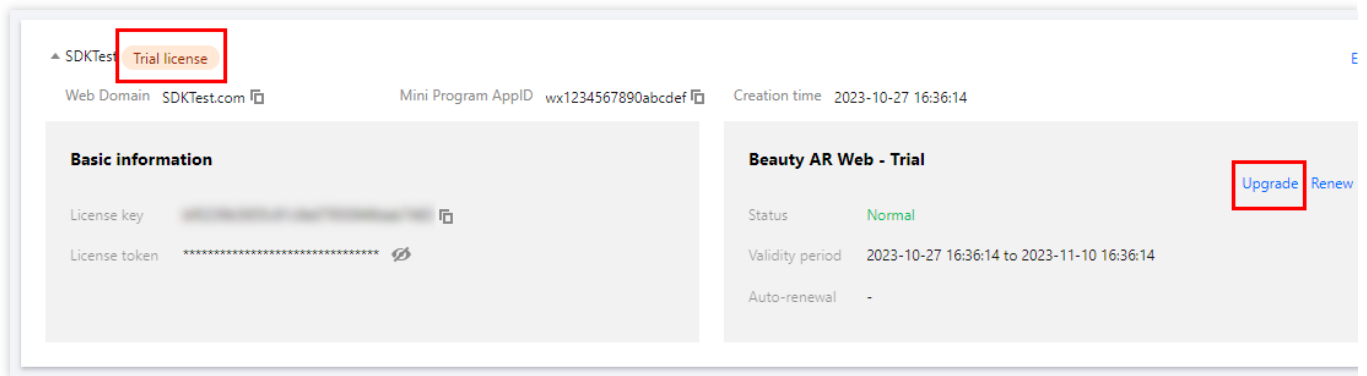 SDKTest Trial license
Web Domain SDKTest.com Mini Program AppID wx1234567890abcdef Creation time 2023-10-27 16:36:14
Basic information
License key
License token ********************************
Beauty AR Web - Trial
Upgrade Renew
Status Normal
Validity period 2023-10-27 16:36:14 to 2023-11-10 16:36:14
Auto-renewal -